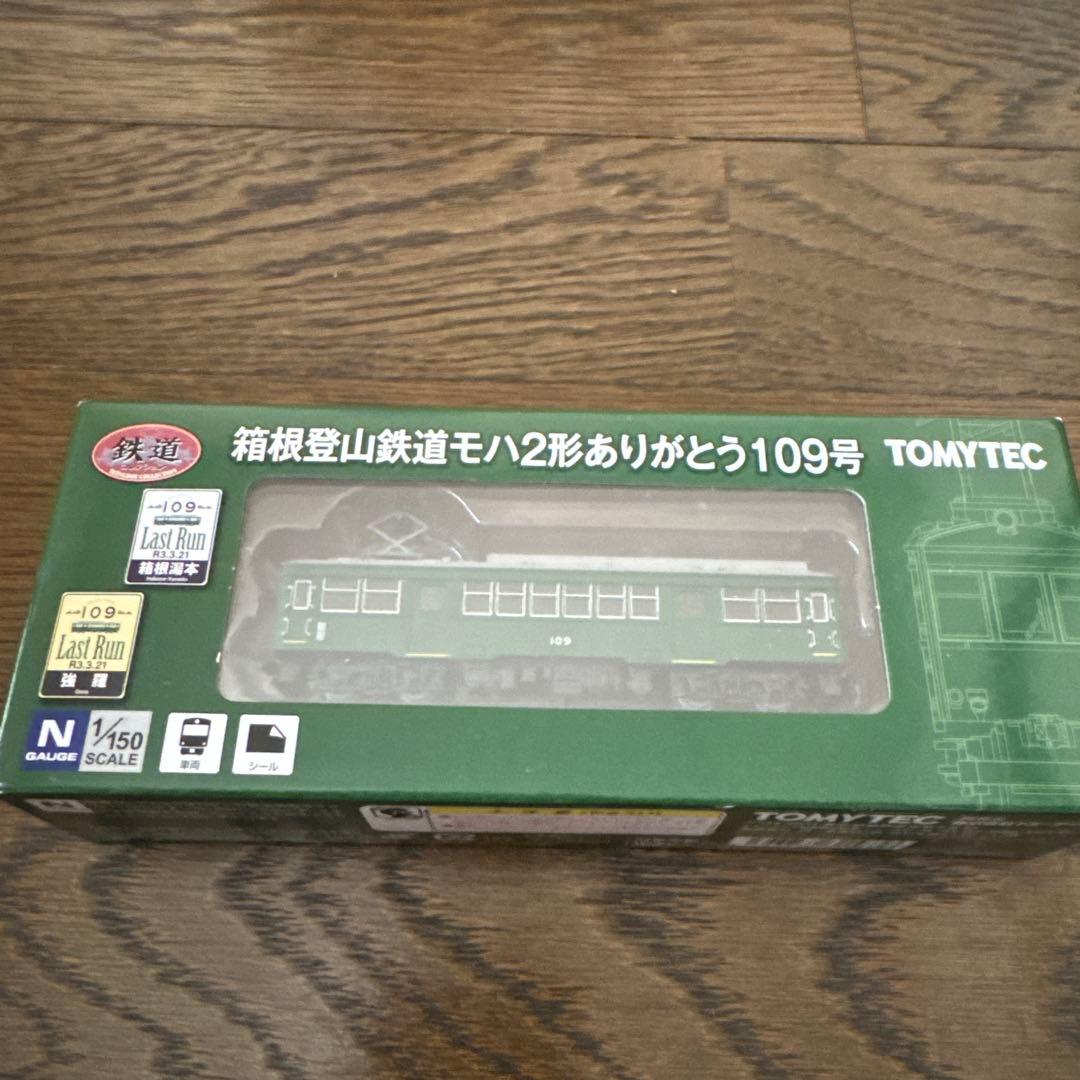 鉄道
箱根登山鉄道モハ2形ありがとう109号
TOMYTEC
109
Last Run
R3.3.21
箱根湯本
109
Last Run
R3.3.21
強羅
109
N
GAUGE
1/150
SCALE
車両
シール
N
TOMYTEC